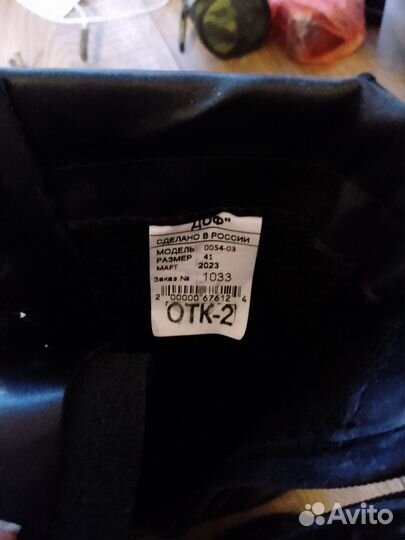 ДОФ"
СДЕЛАНО В РОССИИ
МОДЕЛЬ 0054-03
РАЗМЕР 41
МАРТ 2023
Заказ № 1033
2 00000 67612 4
ОТК-2
Avito